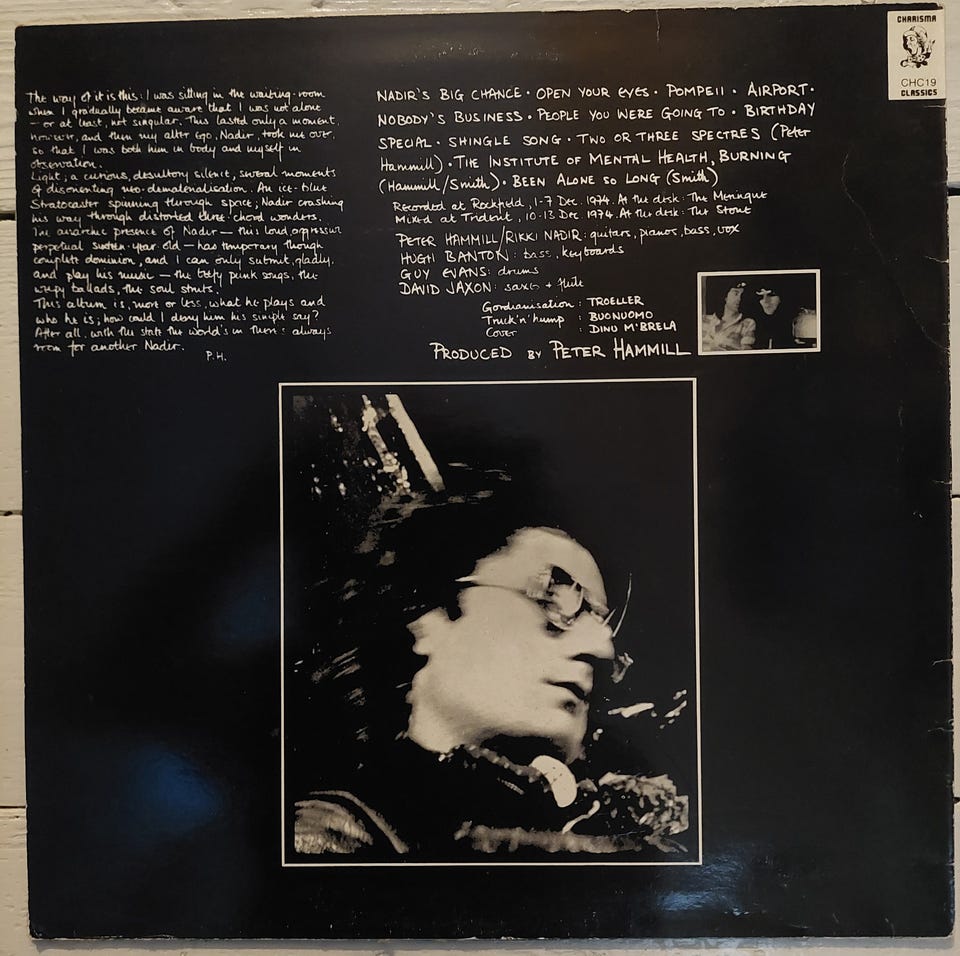 The way of it is this: I was sitting in the waiting-room
when I gradually became aware that I was not alone
— or at least, not singular. This lasted only a moment,
however, and then my alter ego, Nadir, took me over,
so that I was both him in body and myself in
observation.
Light; a curious, desultory silence, several moments
of disorienting neo-dematerialisation. An ice-blue
Stratocaster spinning through space; Nadir crashing
his way through distorted three-chord wonders.
The anarchic presence of Nadir — this loud, aggressive
perpetual sixteen-year old — has temporary though
complete dominion, and I can only submit, gladly,
and play his music — the beefy punk songs, the
weepy ballads, the soul struts.
This album is, more or less, what he plays and
who he is; how could I deny him his simple say?
After all, with the state the world's in there's always
room for another Nadir.
P.H.
NADIR'S BIG CHANCE · OPEN YOUR EYES · POMPEII · AIRPORT ·
NOBODY'S BUSINESS · PEOPLE YOU WERE GOING TO · BIRTHDAY
SPECIAL · SHINGLE SONG · TWO OR THREE SPECTRES (Peter
Hammill) · THE INSTITUTE OF MENTAL HEALTH, BURNING
(Hammill/Smith) · BEEN ALONE SO LONG (Smith)
Recorded at Rockfield, 1-7 Dec. 1974. At the desk: The Meringue
Mixed at Trident, 10-13 Dec 1974. At the desk: The Stout
PETER HAMMILL/RIKKI NADIR: guitars, pianos, bass, vox
HUGH BANTON: bass, keyboards
GUY EVANS: drums
DAVID JAXON: saxes + flute
Gordianisation : TROELLER
Truck'n'hump : BUONUOMO
Cover : DINU M'BRELA
PRODUCED BY PETER HAMMILL
CHARISMA
CHC19
CLASSICS